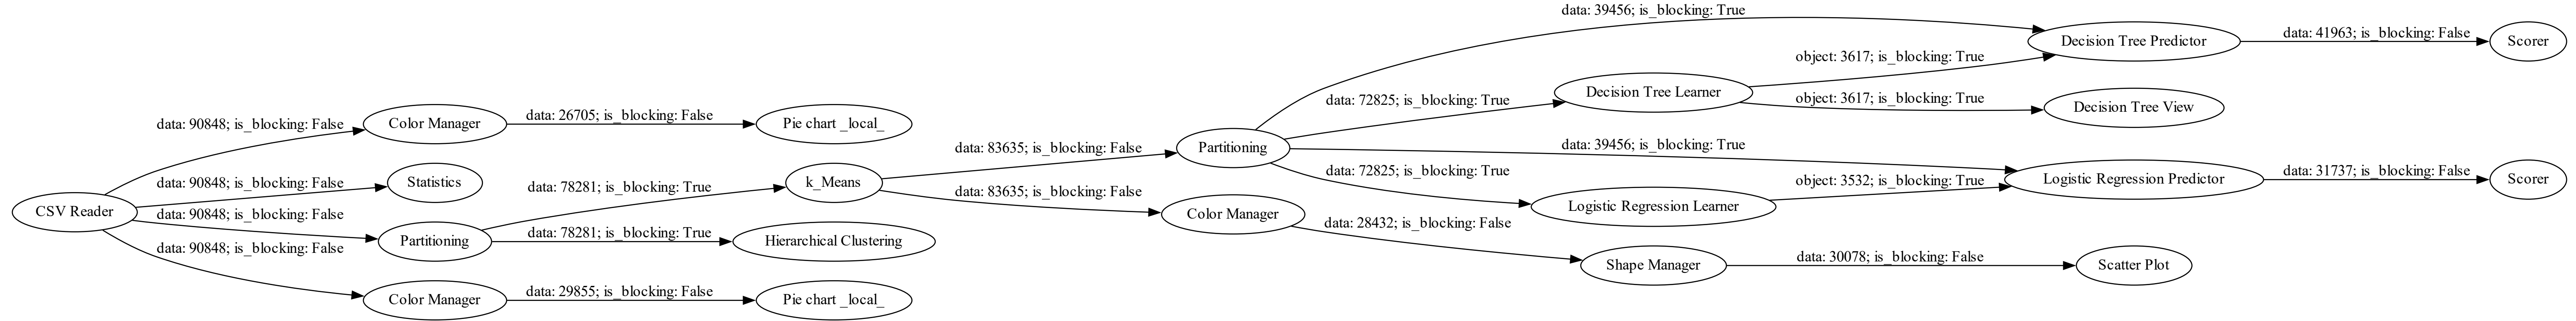 data: 39456; is_blocking: True
Decision Tree Predictor
data: 41963; is_blocking: False
Scorer
object: 3617; is_blocking: True
data: 72825; is_blocking: True
Decision Tree Learner
object: 3617; is_blocking: True
Decision Tree View
data: 90848; is_blocking: False
Color Manager
data: 26705; is_blocking: False
Pie chart _local_
data: 83635; is_blocking: False
Partitioning
data: 39456; is_blocking: True
data: 72825; is_blocking: True
data: 90848; is_blocking: False
Statistics
data: 78281; is_blocking: True
k_Means
data: 83635; is_blocking: False
object: 3532; is_blocking: True
Logistic Regression Predictor
data: 31737; is_blocking: False
Scorer
CSV Reader
data: 90848; is_blocking: False
Color Manager
Logistic Regression Learner
data: 28432; is_blocking: False
Partitioning
data: 78281; is_blocking: True
Hierarchical Clustering
data: 90848; is_blocking: False
Shape Manager
data: 30078; is_blocking: False
Scatter Plot
Color Manager
data: 29855; is_blocking: False
Pie chart _local_